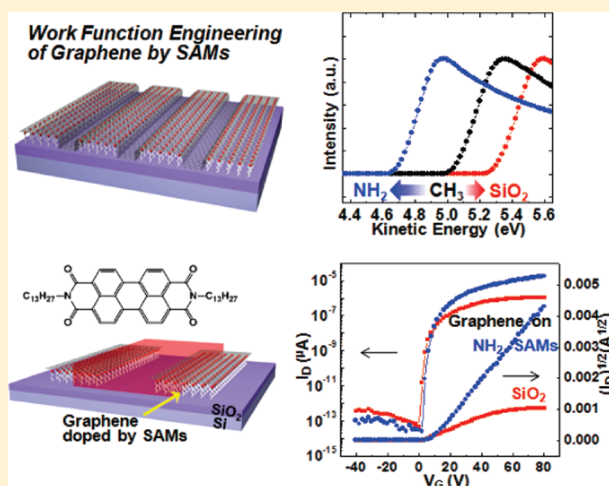 Work Function Engineering
of Graphene by SAMs
Intensity (a.u.)
NH₂ CH₃ SiO₂
4.4 4.6 4.8 5.0 5.2 5.4 5.6
Kinetic Energy (eV)
O O
C₁₃H₂₇-N N-C₁₃H₂₇
O O
SiO₂
Si
Graphene
doped by SAMs
I_D (µA)
10⁻⁵
10⁻⁷
10⁻⁹
10⁻¹¹
10⁻¹³
10⁻¹⁵
Graphene on
NH₂ SAMs
SiO₂
0.005
0.004
0.003
0.002
0.001
0.000
(I_D)^1/2 (A^1/2)
-40 -20 0 20 40 60 80
V_G (V)